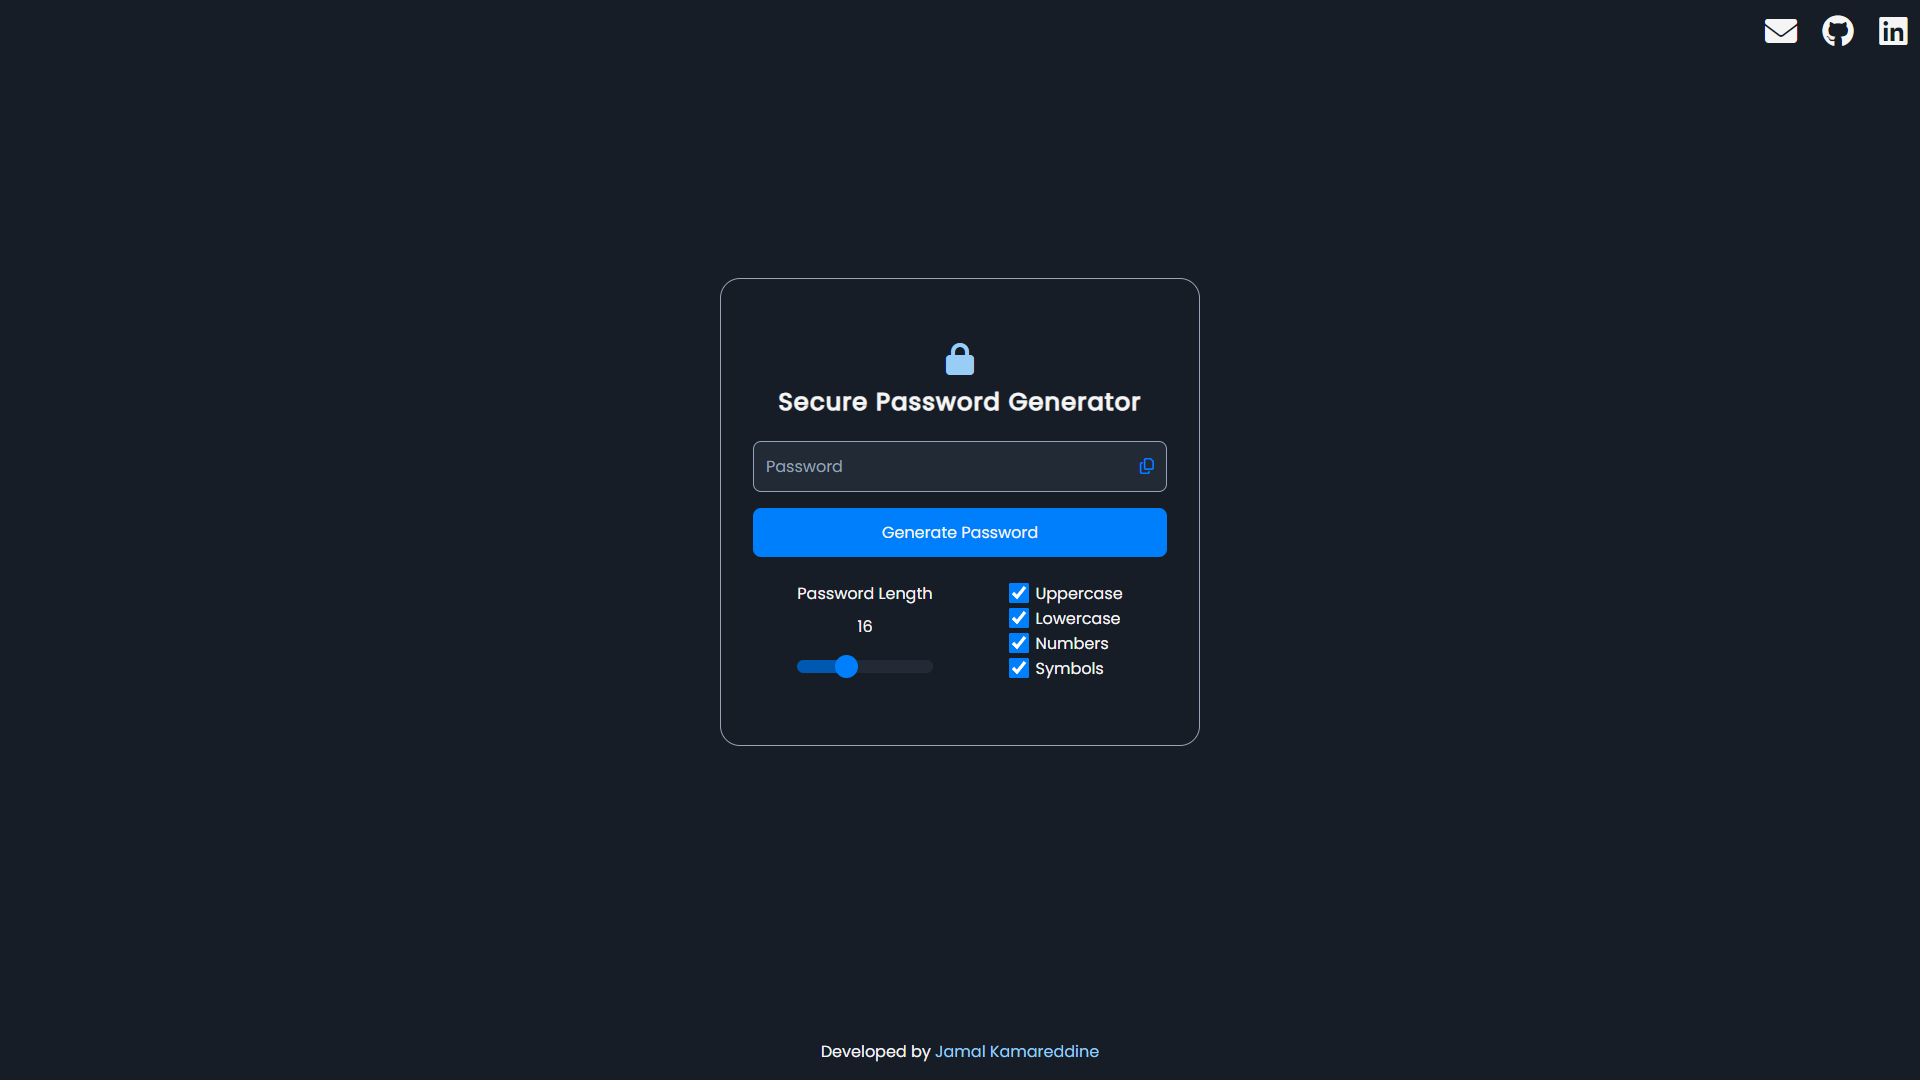 Secure Password Generator
Password
Generate Password
Password Length
16
Uppercase
Lowercase
Numbers
Symbols
Developed by Jamal Kamareddine